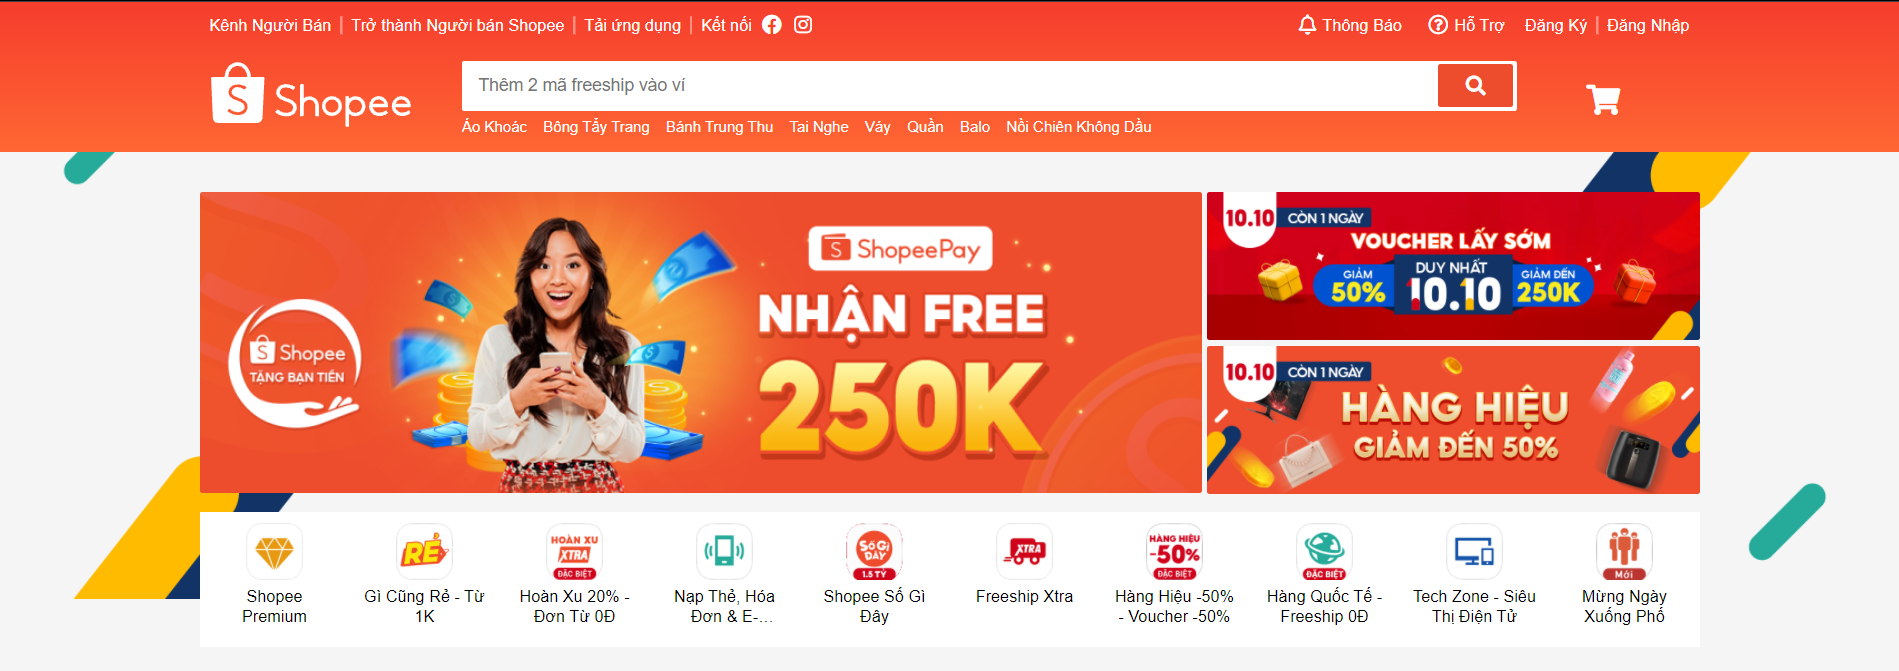 Kênh Người Bán
Trở thành Người bán Shopee
Tải ứng dụng
Kết nối
Thông Báo
Hỗ Trợ
Đăng Ký
Đăng Nhập
Shopee
Thêm 2 mã freeship vào ví
Áo Khoác
Bông Tẩy Trang
Bánh Trung Thu
Tai Nghe
Váy
Quần
Balo
Nồi Chiên Không Dầu
Shopee
TẶNG BẠN TIỀN
ShopeePay
NHẬN FREE
250K
10.10
CÒN 1 NGÀY
VOUCHER LẤY SỚM
GIẢM
50%
DUY NHẤT
10.10
GIẢM ĐẾN
250K
10.10
CÒN 1 NGÀY
HÀNG HIỆU
GIẢM ĐẾN 50%
Shopee
Premium
RẺ
Gì Cũng Rẻ - Từ
1K
HOÀN XU
XTRA
ĐẶC BIỆT
Hoàn Xu 20% -
Đơn Từ 0Đ
Nạp Thẻ, Hóa
Đơn & E-...
Số Gì
ĐÂY
1.5 TỶ
Shopee Số Gì
Đây
XTRA
Freeship Xtra
HÀNG HIỆU
-50%
ĐẶC BIỆT
Hàng Hiệu -50%
- Voucher -50%
ĐẶC BIỆT
Hàng Quốc Tế -
Freeship 0Đ
Tech Zone - Siêu
Thị Điện Tử
Mới
Mừng Ngày
Xuống Phố